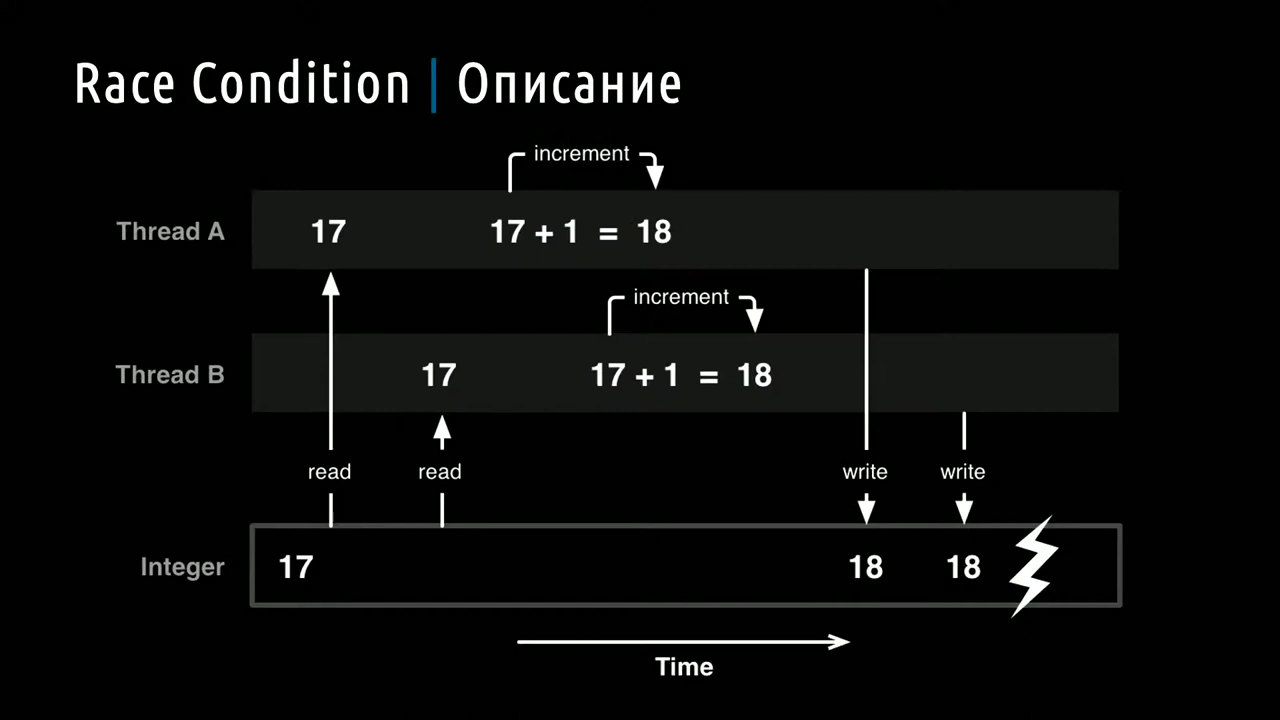 Race Condition | Описание
increment
Thread A
17
17 + 1 = 18
increment
Thread B
17
17 + 1 = 18
read
read
write
write
Integer
17
18
18
Time